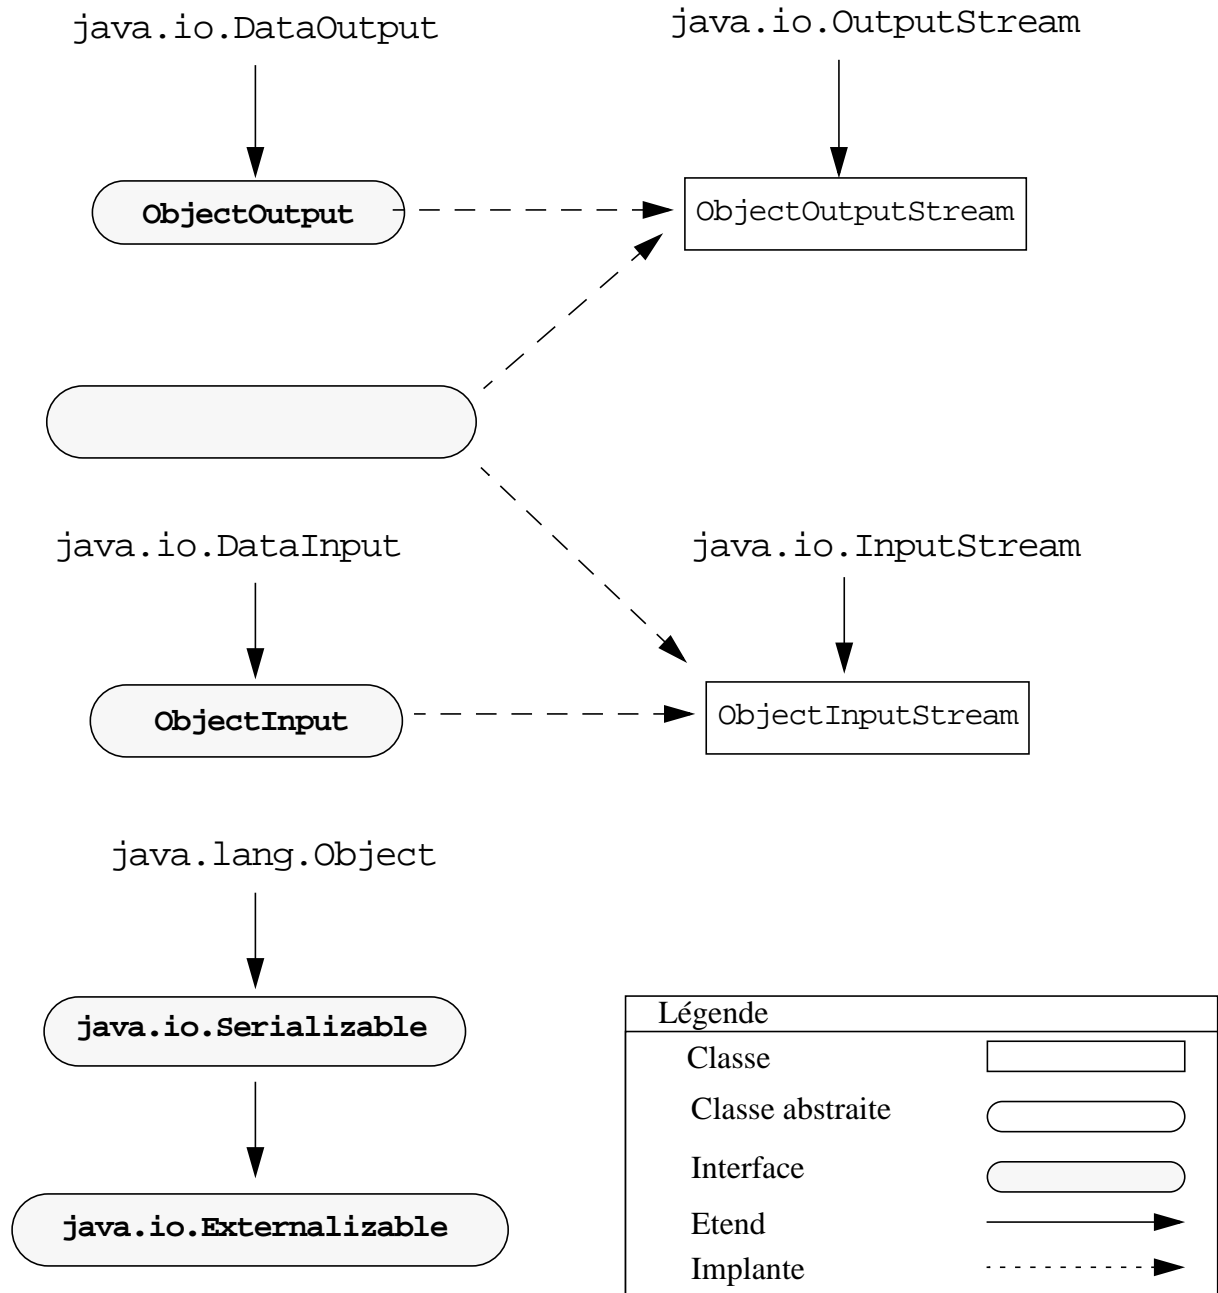 java.io.DataOutput
java.io.OutputStream
ObjectOutput
ObjectOutputStream
java.io.DataInput
java.io.InputStream
ObjectInput
ObjectInputStream
java.lang.Object
java.io.Serializable
java.io.Externalizable
Légende
Classe
Classe abstraite
Interface
Etend
Implante